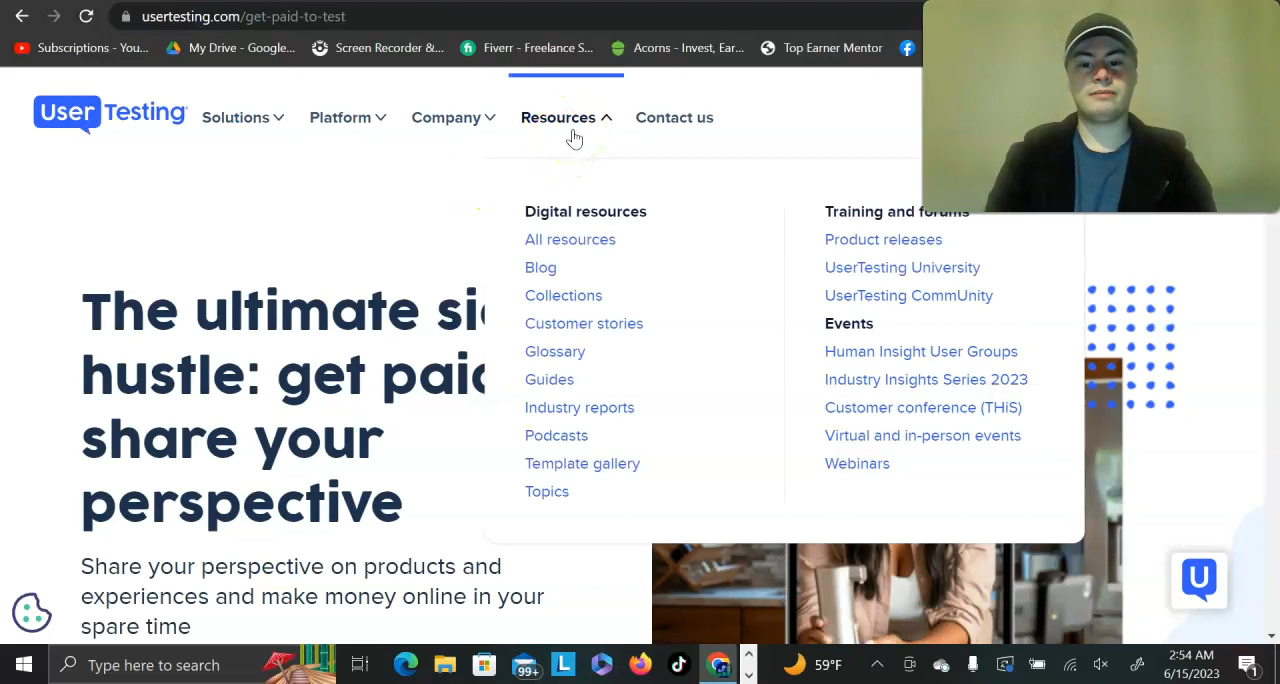 usertesting.com/get-paid-to-test
Subscriptions - You...
My Drive - Google...
Screen Recorder &...
Fiverr - Freelance S...
Acorns - Invest, Ear...
Top Earner Mentor
User Testing
Solutions
Platform
Company
Resources
Contact us
Digital resources
All resources
Blog
Collections
Customer stories
Glossary
Guides
Industry reports
Podcasts
Template gallery
Topics
Training and forums
Product releases
UserTesting University
UserTesting CommUnity
Events
Human Insight User Groups
Industry Insights Series 2023
Customer conference (THiS)
Virtual and in-person events
Webinars
The ultimate si
hustle: get paid
share your
perspective
Share your perspective on products and
experiences and make money online in your
spare time
U
Type here to search
99+
L
59°F
2:54 AM
6/15/2023
1